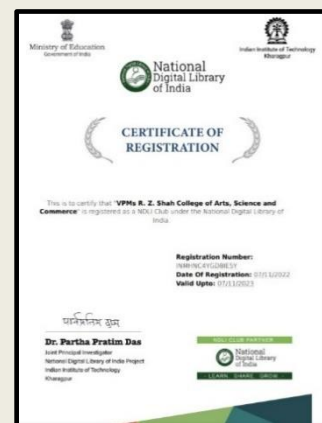 Ministry of Education
Government of India
Indian Institute of Technology
Kharagpur
National
Digital Library
of India
CERTIFICATE OF
REGISTRATION
This is to certify that "VPMs R. Z. Shah College of Arts, Science and
Commerce" is registered as a NDLI Club under the National Digital Library of
India.
Registration Number:
Date Of Registration: 07/11/2022
Valid Upto: 07/11/2023
Dr. Partha Pratim Das
Joint Principal Investigator
National Digital Library of India Project
Indian Institute of Technology
Kharagpur
NDLI CLUB PARTNER
National
Digital Library
of India
LEARN SHARE GROW